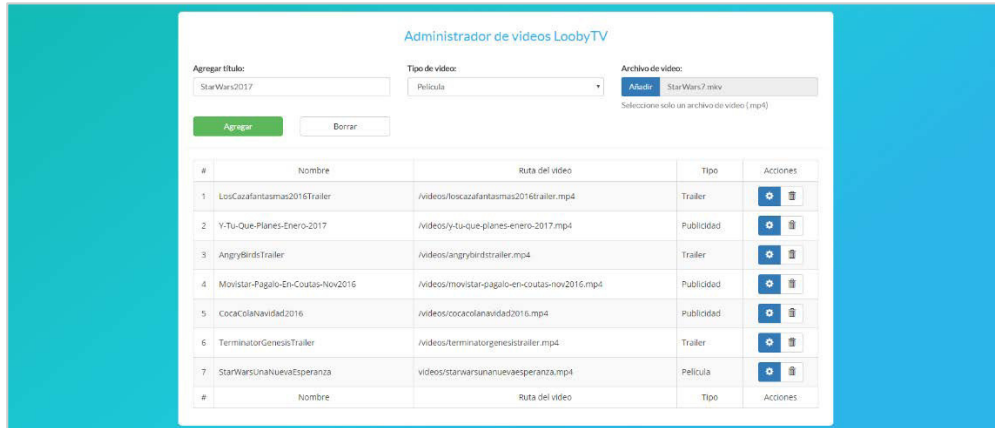 Administrador de videos LoobyTV
Agregar título: Tipo de video: Archivo de video:
StarWars2017 Película Añadir StarWars7.mkv
Seleccione solo un archivo de video (.mp4)
Agregar Borrar
# Nombre Ruta del video Tipo Acciones
1 LosCazafantasmas2016Trailer /videos/loscazafantasmas2016trailer.mp4 Trailer
2 Y-Tu-Que-Planes-Enero-2017 /videos/y-tu-que-planes-enero-2017.mp4 Publicidad
3 AngryBirdsTrailer /videos/angrybirdstrailer.mp4 Trailer
4 Movistar-Pagalo-En-Coutas-Nov2016 /videos/movistar-pagalo-en-coutas-nov2016.mp4 Publicidad
5 CocaColaNavidad2016 /videos/cocacolanavidad2016.mp4 Publicidad
6 TerminatorGenesisTrailer /videos/terminatorgenesistrailer.mp4 Trailer
7 StarWarsUnaNuevaEsperanza videos/starwarsunanuevaesperanza.mp4 Película
# Nombre Ruta del video Tipo Acciones